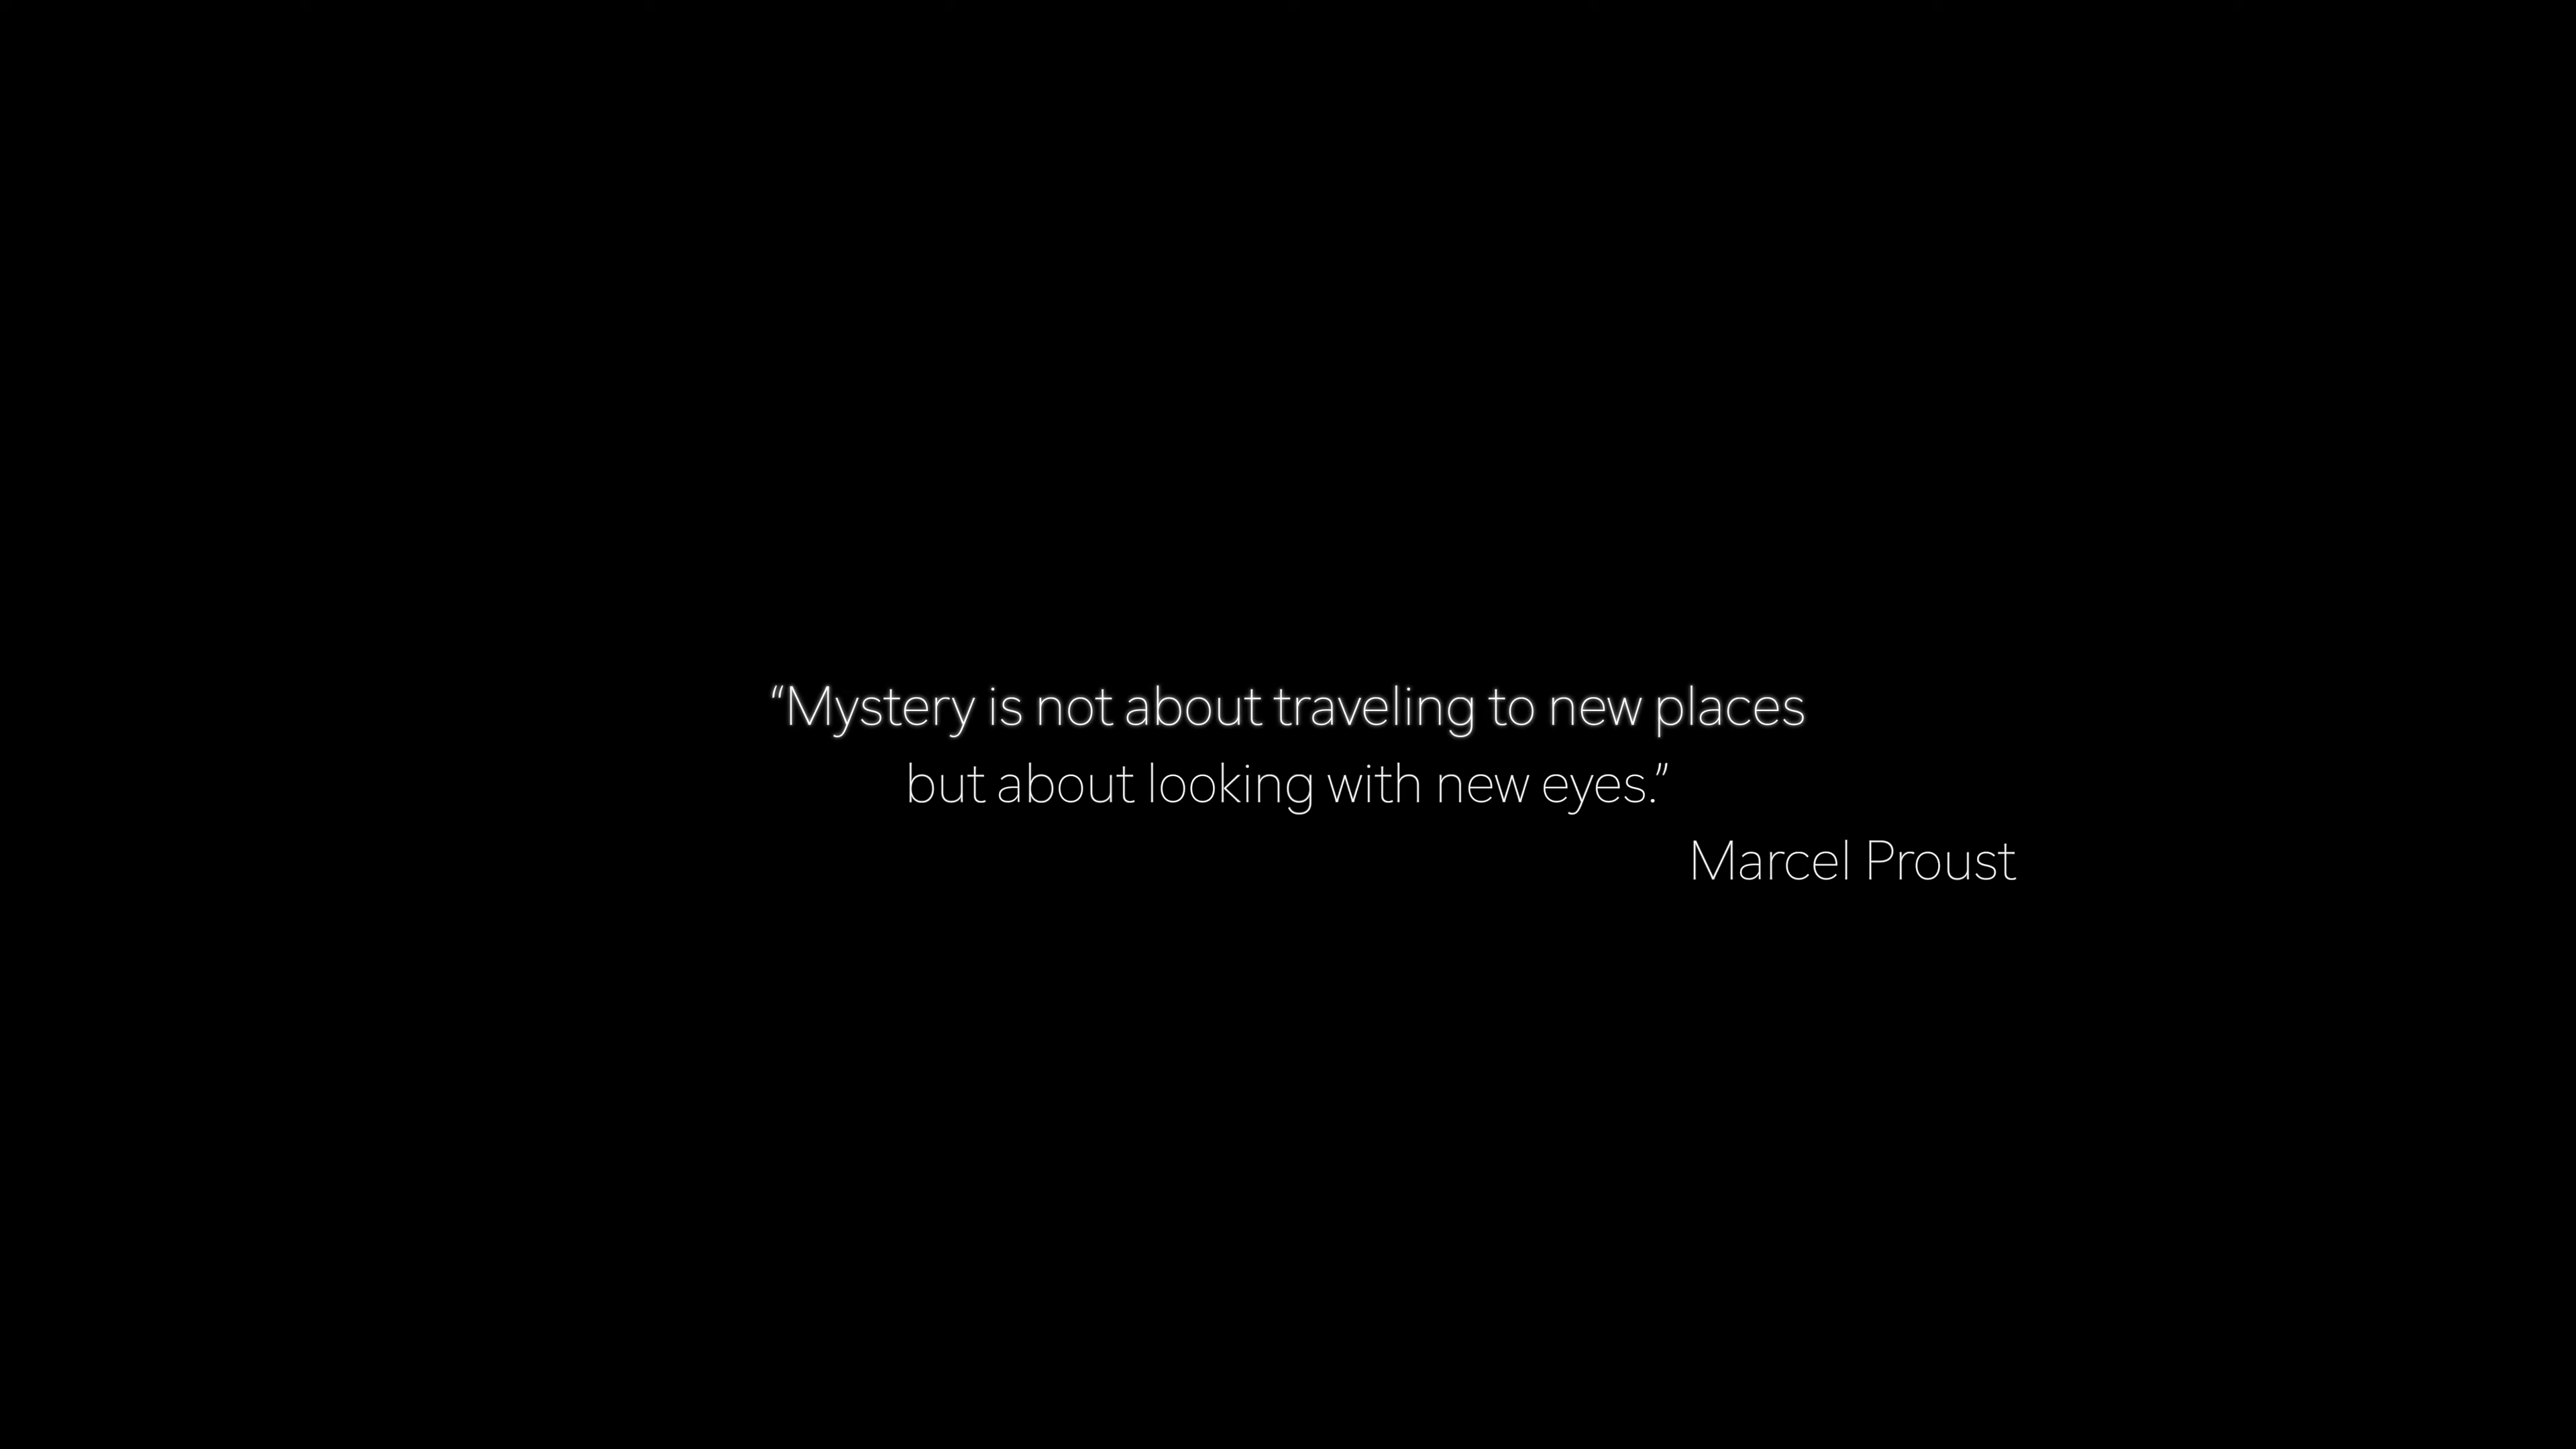 “Mystery is not about traveling to new places
but about looking with new eyes.”
Marcel Proust